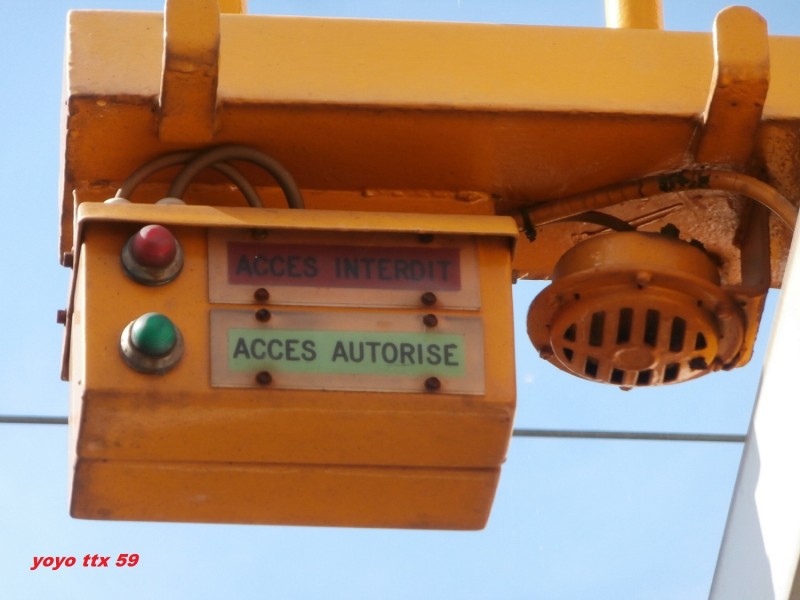 ACCES INTERDIT
ACCES AUTORISE
yoyo ttx 59